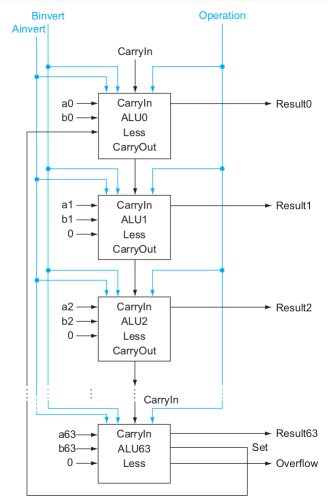 Binvert
Operation
Ainvert
CarryIn
a0
CarryIn
Result0
b0
ALU0
Less
CarryOut
a1
CarryIn
Result1
b1
ALU1
0
Less
CarryOut
a2
CarryIn
Result2
b2
ALU2
0
Less
CarryOut
CarryIn
a63
CarryIn
Result63
b63
ALU63
Set
0
Less
Overflow